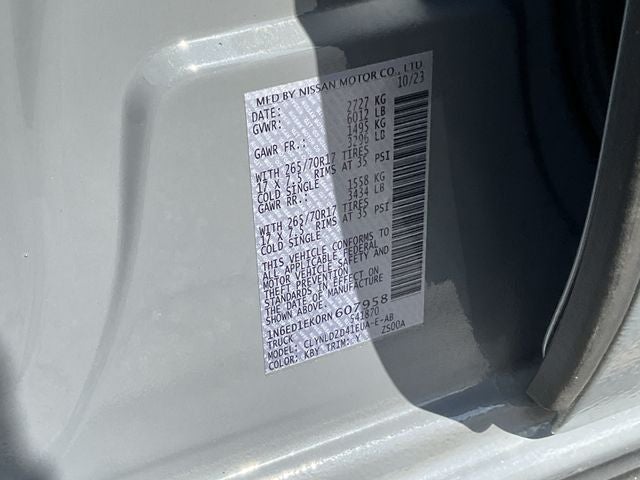 MFD BY NISSAN MOTOR CO., LTD
DATE: 10/23
GVWR: 2727 KG
6012 LB
GAWR FR.: 1495 KG
3296 LB
WITH 265/70R17 TIRES
17 X 7.5 RIMS AT 35 PSI
COLD SINGLE
GAWR RR.: 1558 KG
3434 LB
WITH 265/70R17 TIRES
17 X 7.5 RIMS AT 35 PSI
COLD SINGLE
THIS VEHICLE CONFORMS TO
ALL APPLICABLE FEDERAL
MOTOR VEHICLE SAFETY AND
THEFT PREVENTION
STANDARDS IN EFFECT ON
THE DATE OF MANUFACTURE
SHOWN ABOVE.
1N6ED1EK0RN607958
TRUCK S41870
MODEL: CLYNLDZD41EUA-E-AB
COLOR: KBY TRIM: Y ZS00A